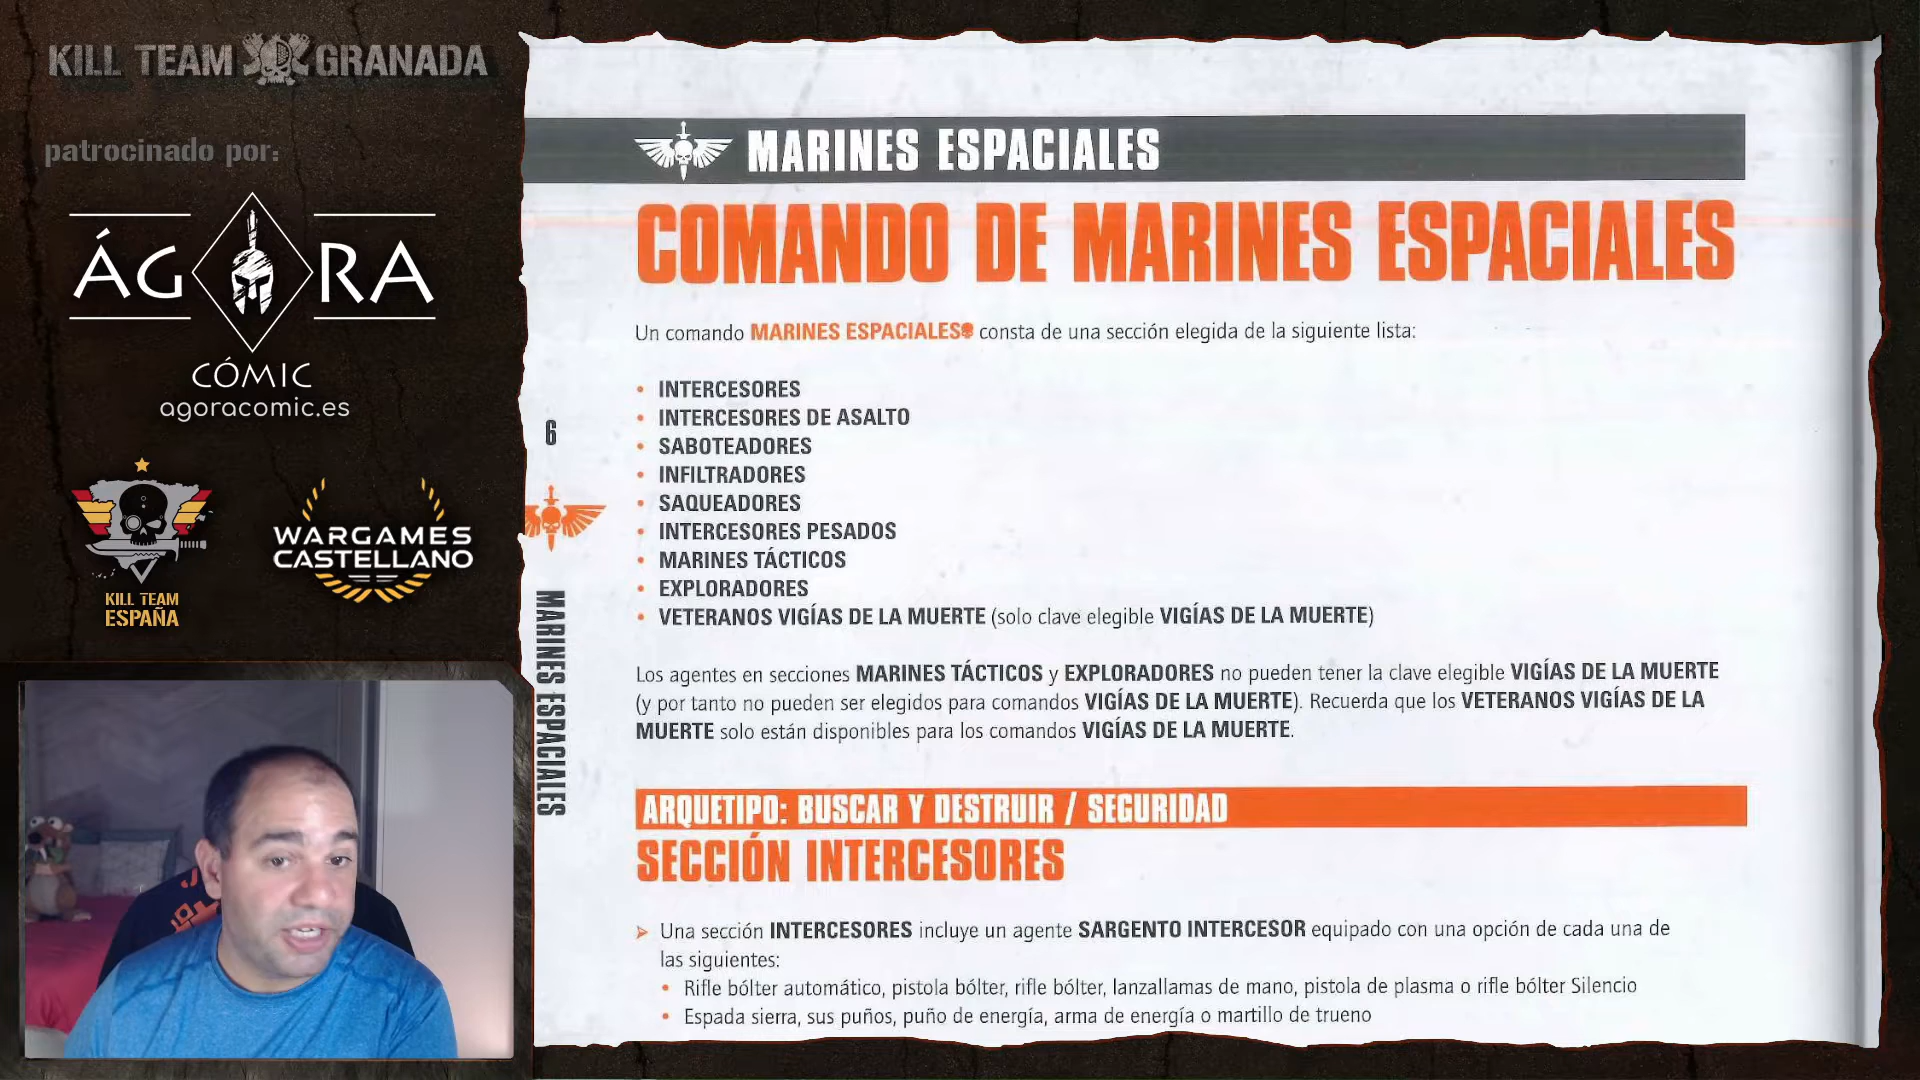 KILL TEAM GRANADA
patrocinado por:
ÁGORA
CÓMIC
agoracomic.es
KILL TEAM
ESPAÑA
WARGAMES
CASTELLANO
6
MARINES ESPACIALES
MARINES ESPACIALES
COMANDO DE MARINES ESPACIALES
Un comando MARINES ESPACIALES consta de una sección elegida de la siguiente lista:
• INTERCESORES
• INTERCESORES DE ASALTO
• SABOTEADORES
• INFILTRADORES
• SAQUEADORES
• INTERCESORES PESADOS
• MARINES TÁCTICOS
• EXPLORADORES
• VETERANOS VIGÍAS DE LA MUERTE (solo clave elegible VIGÍAS DE LA MUERTE)
Los agentes en secciones MARINES TÁCTICOS y EXPLORADORES no pueden tener la clave elegible VIGÍAS DE LA MUERTE
(y por tanto no pueden ser elegidos para comandos VIGÍAS DE LA MUERTE). Recuerda que los VETERANOS VIGÍAS DE LA
MUERTE solo están disponibles para los comandos VIGÍAS DE LA MUERTE.
ARQUETIPO: BUSCAR Y DESTRUIR / SEGURIDAD
SECCIÓN INTERCESORES
➢ Una sección INTERCESORES incluye un agente SARGENTO INTERCESOR equipado con una opción de cada una de
las siguientes:
• Rifle bólter automático, pistola bólter, rifle bólter, lanzallamas de mano, pistola de plasma o rifle bólter Silencio
• Espada sierra, sus puños, puño de energía, arma de energía o martillo de trueno